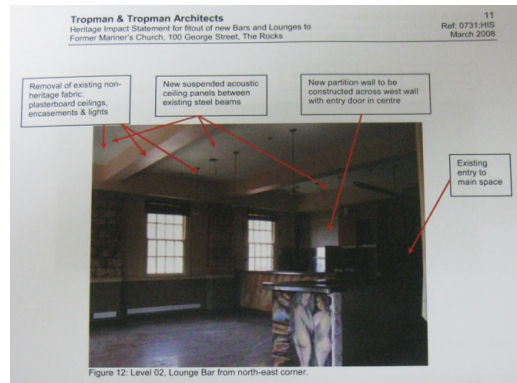 Tropman & Tropman Architects
11
Heritage Impact Statement for fitout of new Bars and Lounges to
Ref: 0731:HIS
Former Mariner's Church, 100 George Street, The Rocks
March 2008
Removal of existing non-
heritage fabric:
plasterboard ceilings,
encasements & lights
New suspended acoustic
ceiling panels between
existing steel beams
New partition wall to be
constructed across west wall
with entry door in centre
Existing
entry to
main space
Figure 12: Level 02, Lounge Bar from north-east corner.